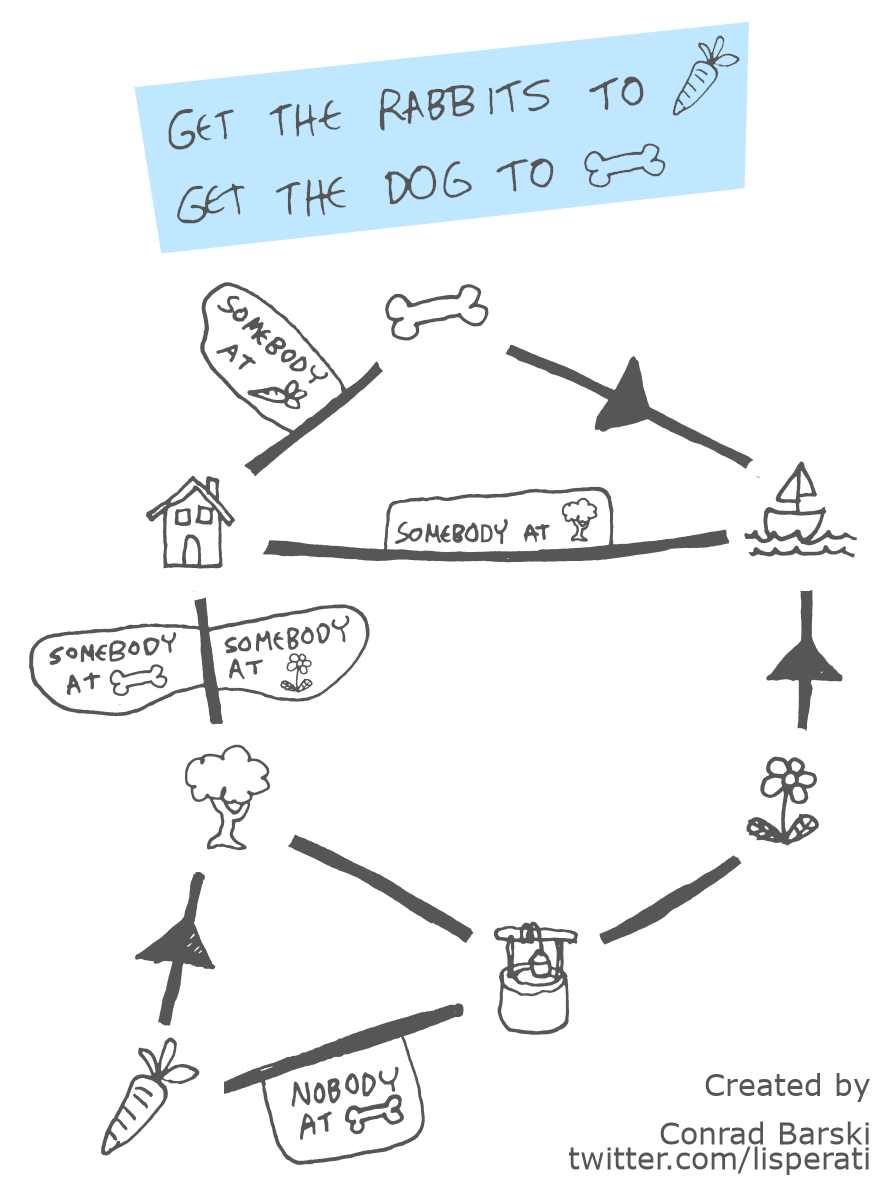 GET THE RABBITS TO
GET THE DOG TO
SOMEBODY
AT
SOMEBODY AT
SOMEBODY
AT
SOMEBODY
AT
NOBODY
AT
Created by
Conrad Barski
twitter.com/lisperati